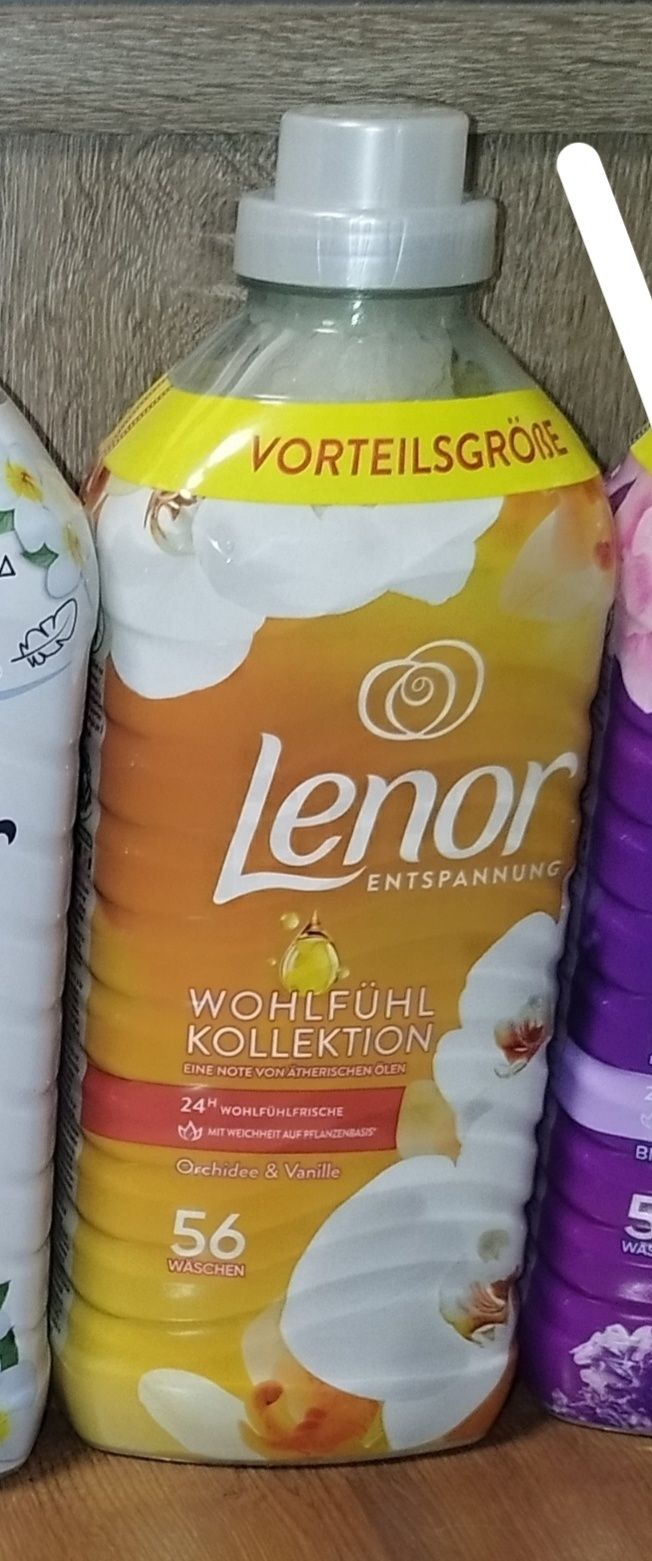 VORTEILSGRÖẞE
Lenor
ENTSPANNUNG
WOHLFÜHL
KOLLEKTION
EINE NOTE VON ÄTHERISCHEN ÖLEN
24H WOHLFÜHLFRISCHE
MIT WEICHHEIT AUF PFLANZENBASIS*
Orchidee & Vanille
56
WÄSCHEN